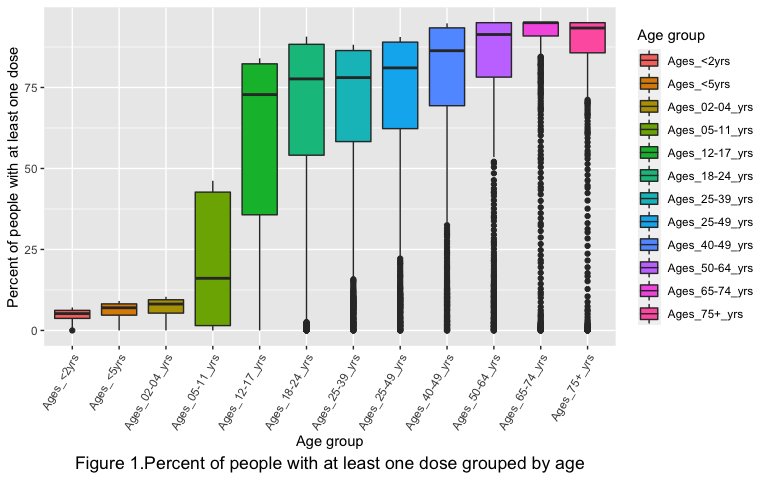 Percent of people with at least one dose
75
50
25
0
Ages_<2yrs
Ages_<5yrs
Ages_02-04_yrs
Ages_05-11_yrs
Ages_12-17_yrs
Ages_18-24_yrs
Ages_25-39_yrs
Ages_25-49_yrs
Ages_40-49_yrs
Ages_50-64_yrs
Ages_65-74_yrs
Ages_75+_yrs
Age group
Figure 1.Percent of people with at least one dose grouped by age
Age group
Ages_<2yrs
Ages_<5yrs
Ages_02-04_yrs
Ages_05-11_yrs
Ages_12-17_yrs
Ages_18-24_yrs
Ages_25-39_yrs
Ages_25-49_yrs
Ages_40-49_yrs
Ages_50-64_yrs
Ages_65-74_yrs
Ages_75+_yrs